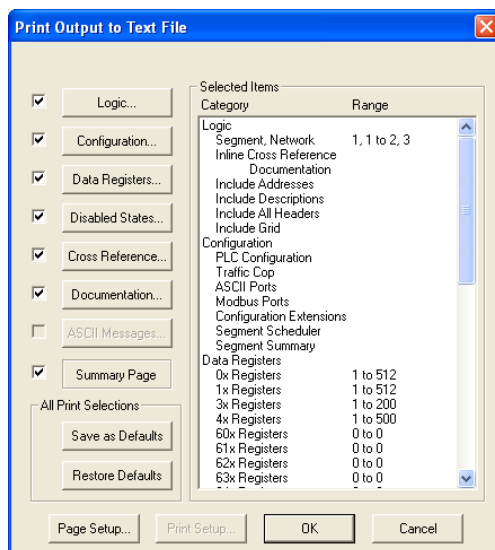 Print Output to Text File
Logic...
Configuration...
Data Registers...
Disabled States...
Cross Reference...
Documentation...
ASCII Messages...
Summary Page
All Print Selections
Save as Defaults
Restore Defaults
Selected Items
Category Range
Logic
Segment, Network 1, 1 to 2, 3
Inline Cross Reference
Documentation
Include Addresses
Include Descriptions
Include All Headers
Include Grid
Configuration
PLC Configuration
Traffic Cop
ASCII Ports
Modbus Ports
Configuration Extensions
Segment Scheduler
Segment Summary
Data Registers
0x Registers 1 to 512
1x Registers 1 to 512
3x Registers 1 to 200
4x Registers 1 to 500
60x Registers 0 to 0
61x Registers 0 to 0
62x Registers 0 to 0
63x Registers 0 to 0
Page Setup... Print Setup... OK Cancel